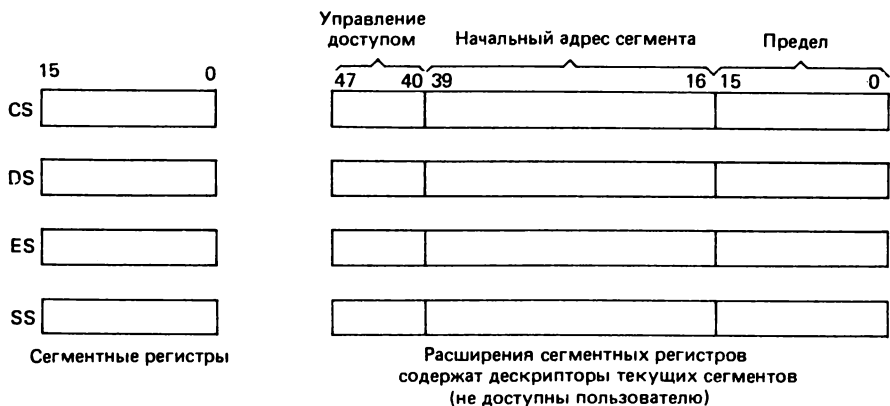 Управление
доступом
Начальный адрес сегмента
Предел
15 0
47 40 39 16 15 0
CS
DS
ES
SS
Сегментные регистры
Расширения сегментных регистров
содержат дескрипторы текущих сегментов
(не доступны пользователю)